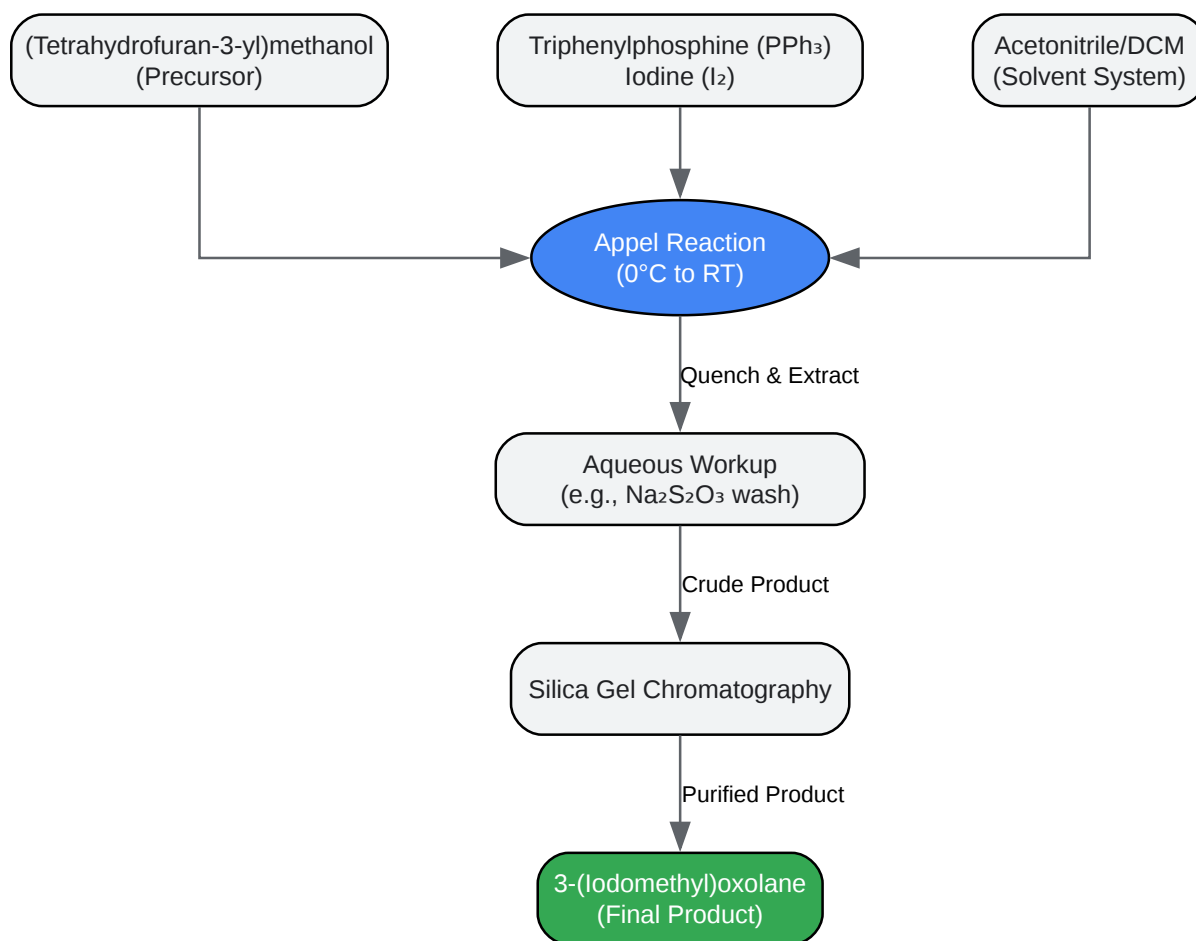 (Tetrahydrofuran-3-yl)methanol
(Precursor)
Triphenylphosphine (PPh₃)
Iodine (I₂)
Acetonitrile/DCM
(Solvent System)
Appel Reaction
(0°C to RT)
Quench & Extract
Aqueous Workup
(e.g., Na₂S₂O₃ wash)
Crude Product
Silica Gel Chromatography
Purified Product
3-(Iodomethyl)oxolane
(Final Product)